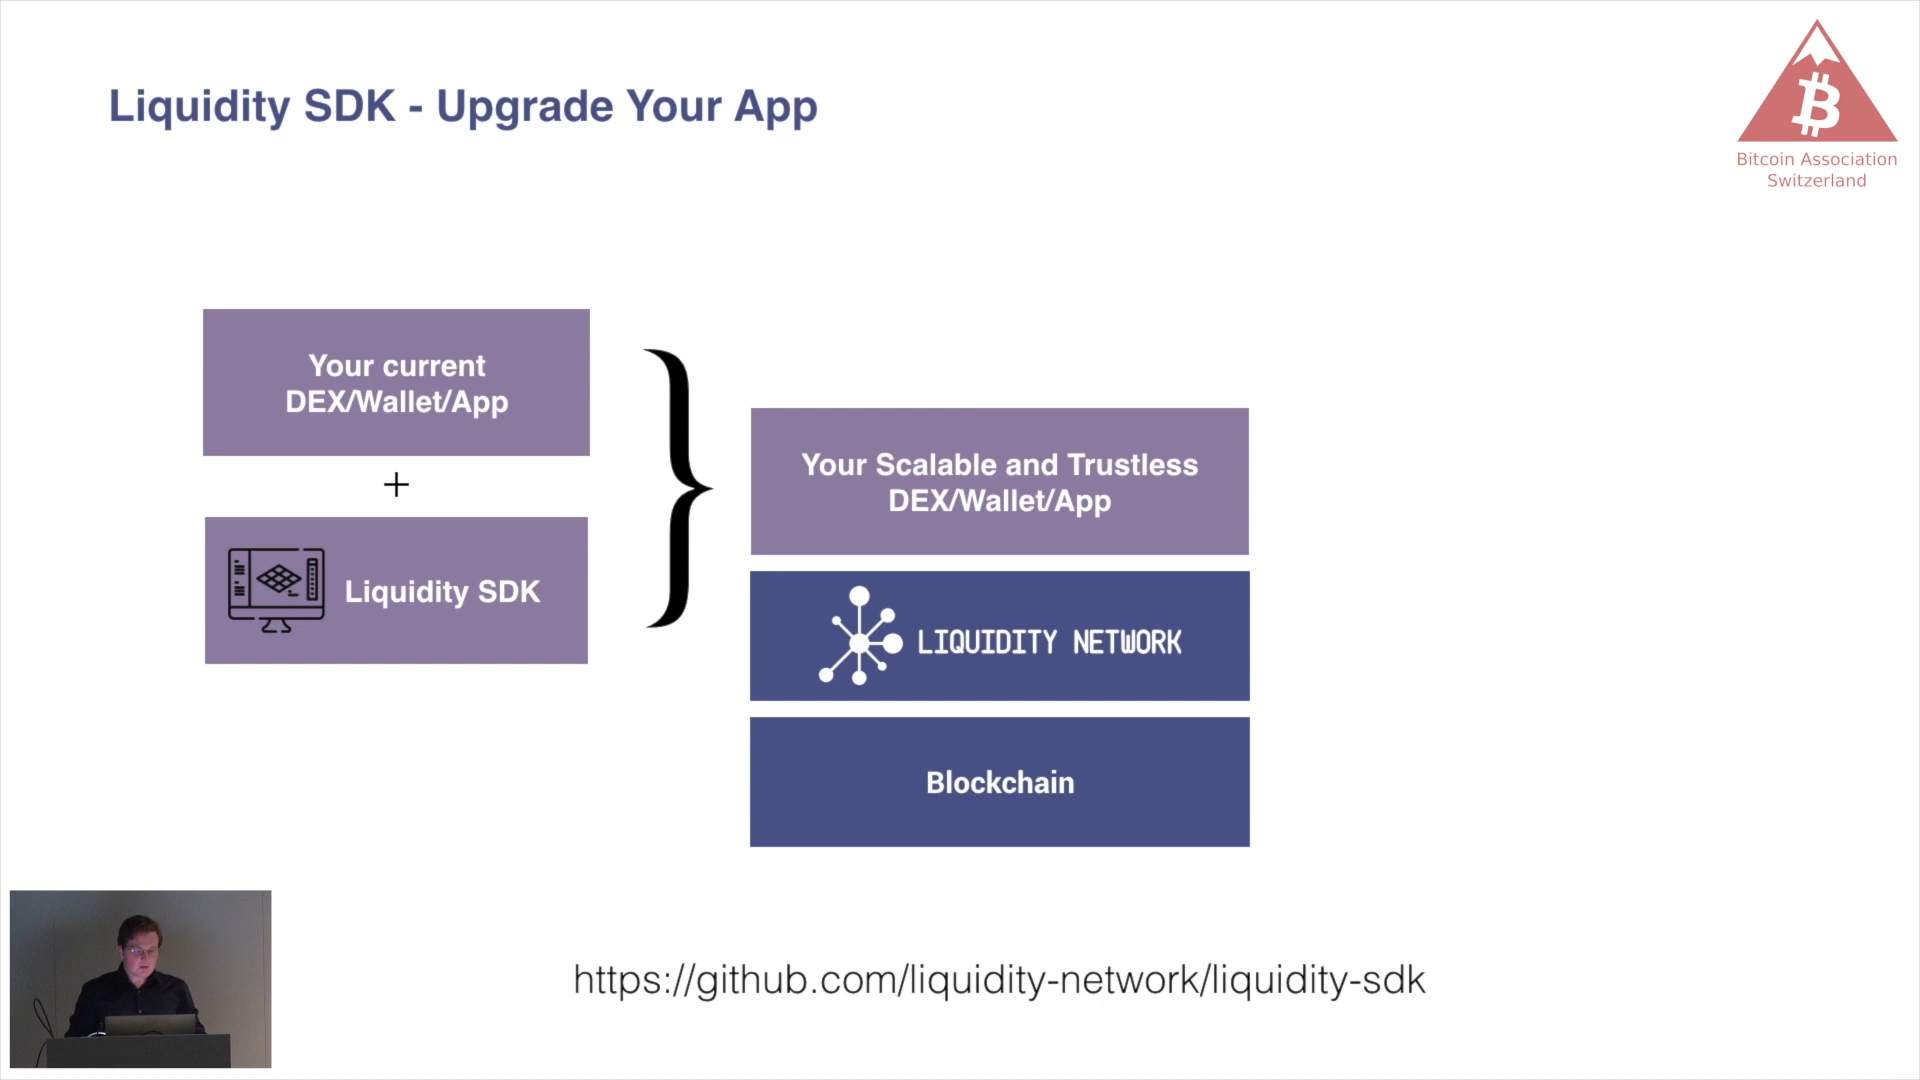 Liquidity SDK - Upgrade Your App
Bitcoin Association
Switzerland
Your current
DEX/Wallet/App
+
Liquidity SDK
Your Scalable and Trustless
DEX/Wallet/App
LIQUIDITY NETWORK
Blockchain
https://github.com/liquidity-network/liquidity-sdk